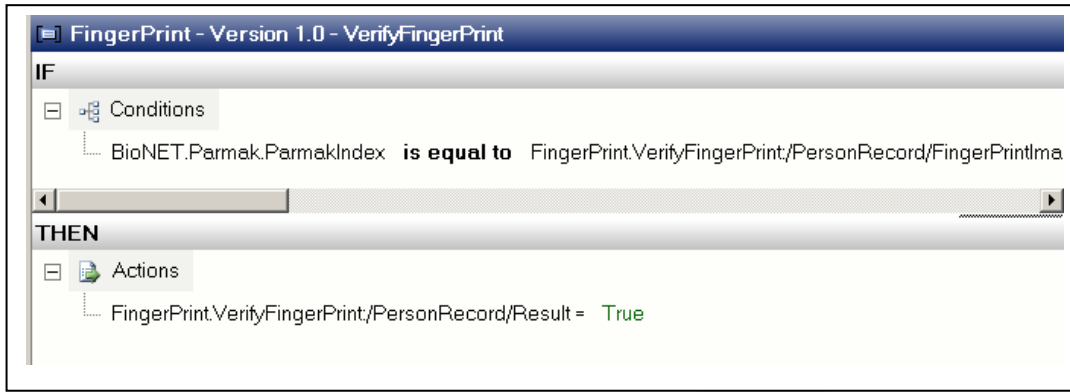 FingerPrint - Version 1.0 - VerifyFingerPrint
IF
Conditions
BioNET.Parmak.ParmakIndex is equal to FingerPrint.VerifyFingerPrint:/PersonRecord/FingerPrintIma
THEN
Actions
FingerPrint.VerifyFingerPrint:/PersonRecord/Result = True